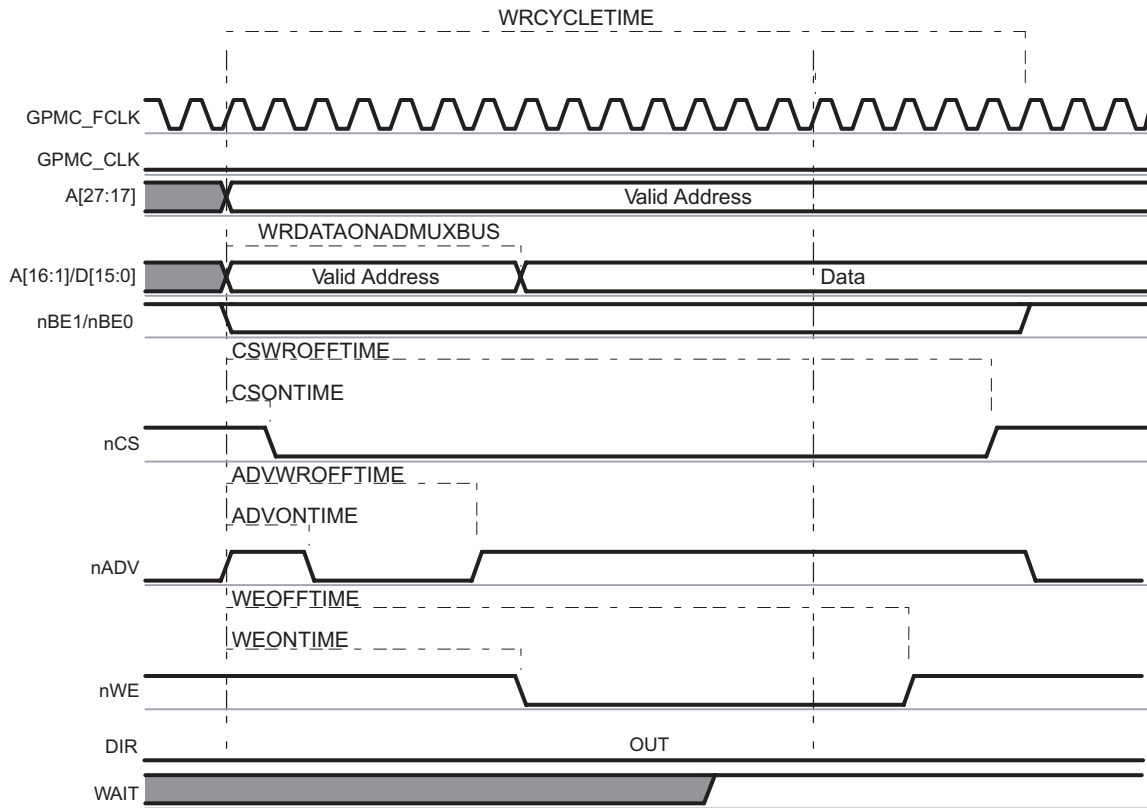 WRCYCLETIME
GPMC_FCLK
GPMC_CLK
A[27:17]
Valid Address
WRDATAONADMUXBUS
A[16:1]/D[15:0]
Valid Address
Data
nBE1/nBE0
CSWROFFTIME
CSONTIME
nCS
ADVWROFFTIME
ADVONTIME
nADV
WEOFFTIME
WEONTIME
nWE
DIR
OUT
WAIT